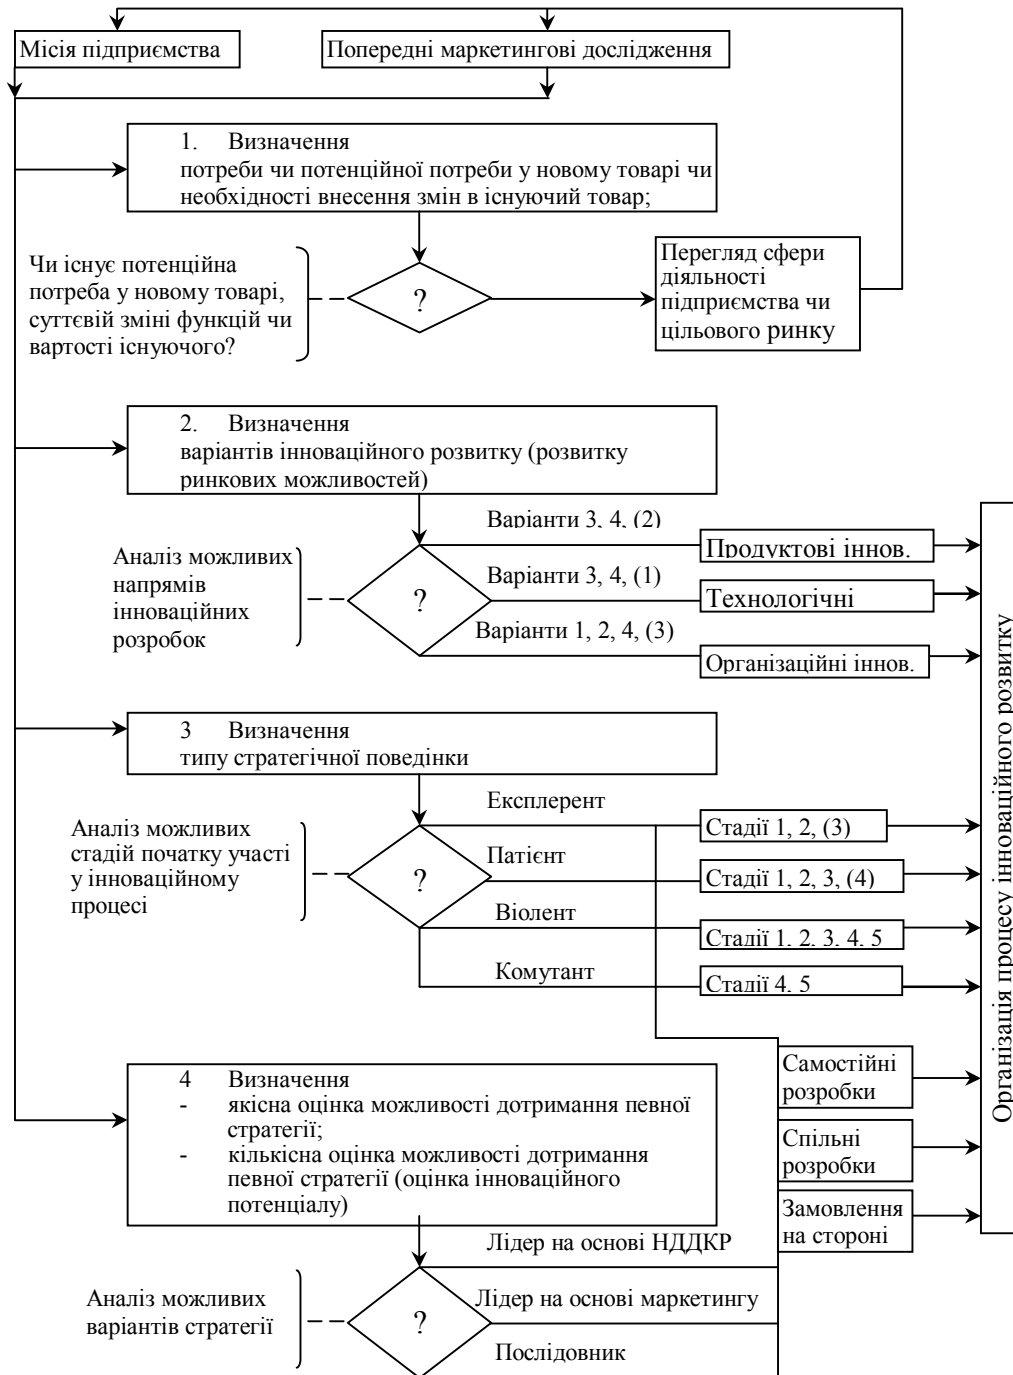 Місія підприємства
Попередні маркетингові дослідження
1. Визначення
потреби чи потенційної потреби у новому товарі чи
необхідності внесення змін в існуючий товар;
Чи існує потенційна
потреба у новому товарі,
суттєвій зміні функцій чи
вартості існуючого?
?
Перегляд сфери
діяльності
підприємства чи
цільового ринку
2. Визначення
варіантів інноваційного розвитку (розвитку
ринкових можливостей)
Аналіз можливих
напрямів
інноваційних
розробок
?
Варіанти 3, 4, (2)
Продуктові іннов.
Варіанти 3, 4, (1)
Технологічні
Варіанти 1, 2, 4, (3)
Організаційні іннов.
3 Визначення
типу стратегічної поведінки
Аналіз можливих
стадій початку участі
у інноваційному
процесі
?
Експлерент
Стадії 1, 2, (3)
Патієнт
Стадії 1, 2, 3, (4)
Віолент
Стадії 1, 2, 3, 4, 5
Комутант
Стадії 4, 5
4 Визначення
- якісна оцінка можливості дотримання певної
стратегії;
- кількісна оцінка можливості дотримання
певної стратегії (оцінка інноваційного
потенціалу)
Самостійні
розробки
Спільні
розробки
Замовлення
на стороні
Аналіз можливих
варіантів стратегії
?
Лідер на основі НДДКР
Лідер на основі маркетингу
Послідовник
Організація процесу інноваційного розвитку